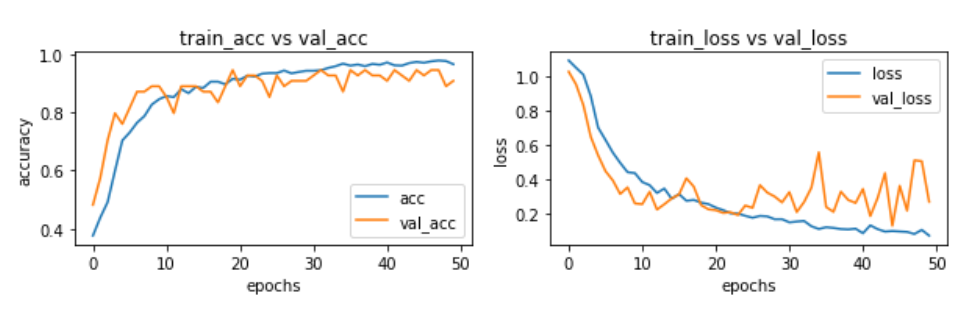 train_acc vs val_acc
1.0
0.8
0.6
0.4
accuracy
acc
val_acc
0 10 20 30 40 50
epochs
train_loss vs val_loss
1.0
0.8
0.6
0.4
0.2
loss
loss
val_loss
0 10 20 30 40 50
epochs